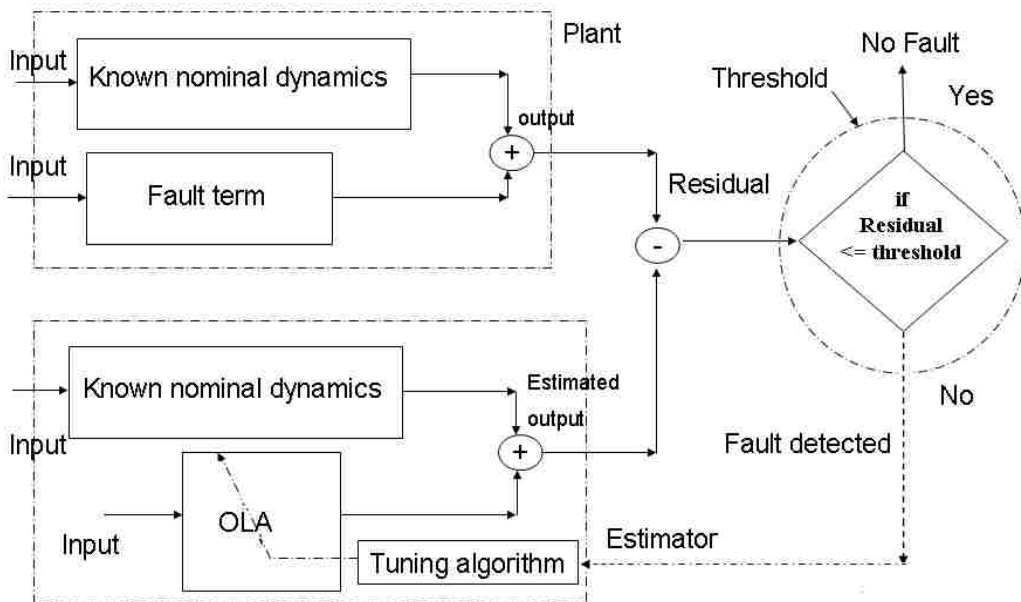 Plant
Input
Known nominal dynamics
output
+
Input
Fault term
No Fault
Threshold
Yes
Residual
if
Residual
<= threshold
-
Known nominal dynamics
Estimated
output
Input
+
No
Fault detected
OLA
Input
Tuning algorithm
Estimator